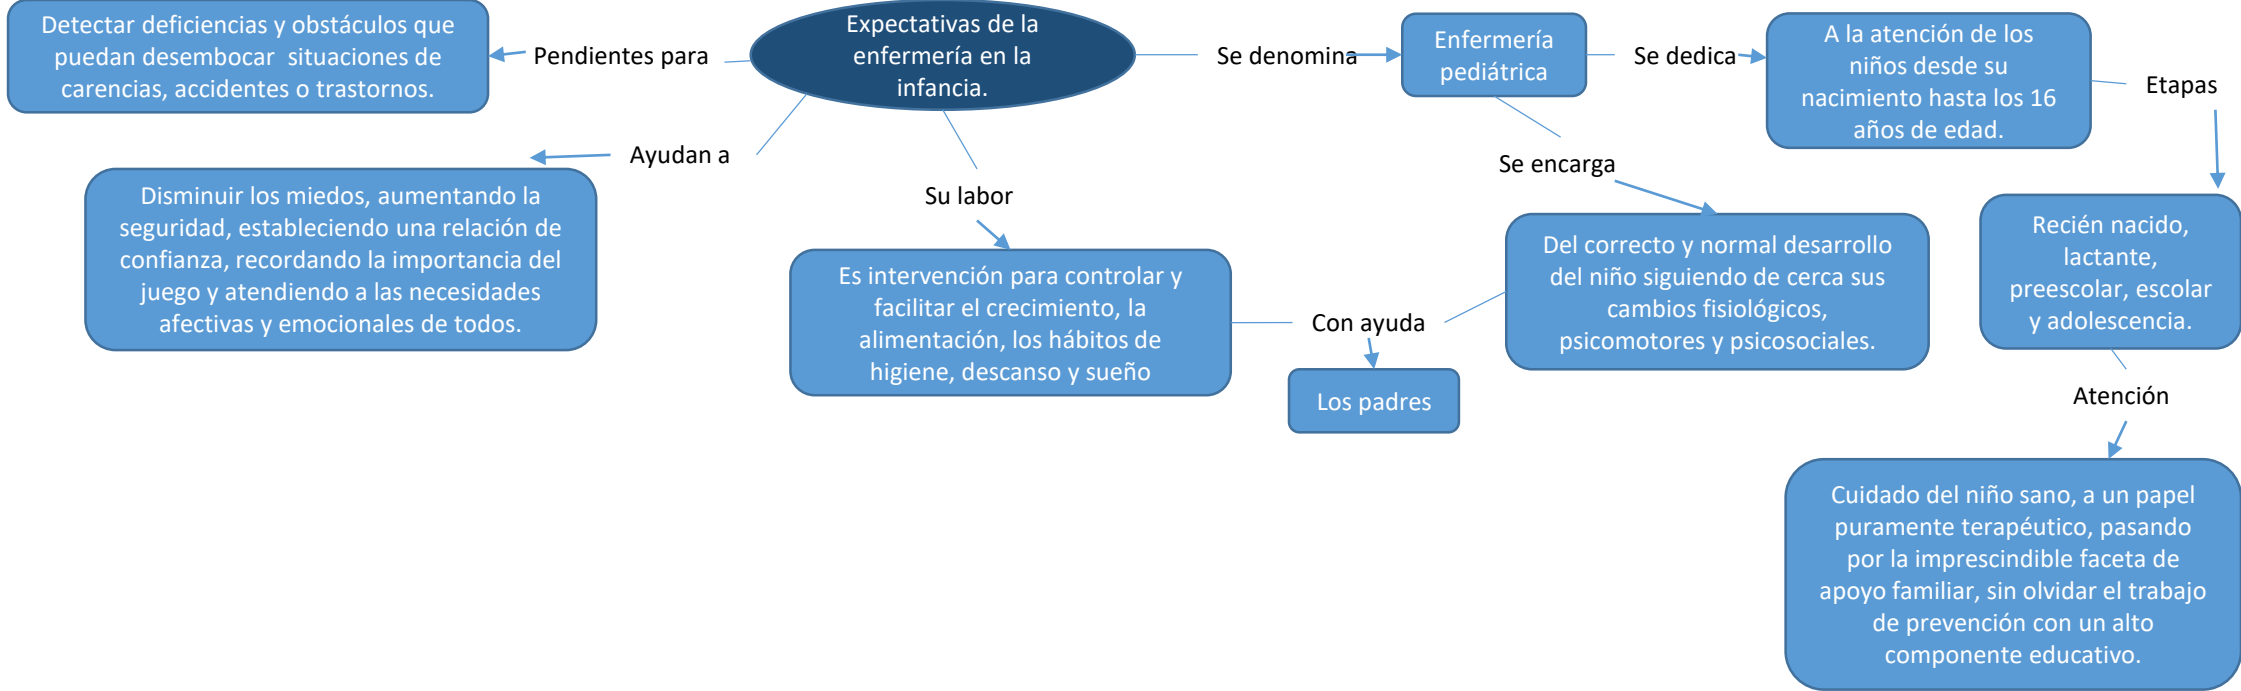 Detectar deficiencias y obstáculos que
puedan desembocar  situaciones de
carencias, accidentes o trastornos.
Pendientes para
Expectativas de la
enfermería en la
infancia.
Se denomina
Enfermería
pediátrica
Se dedica
A la atención de los
niños desde su
nacimiento hasta los 16
años de edad.
Etapas
Ayudan a
Disminuir los miedos, aumentando la
seguridad, estableciendo una relación de
confianza, recordando la importancia del
juego y atendiendo a las necesidades
afectivas y emocionales de todos.
Su labor
Es intervención para controlar y
facilitar el crecimiento, la
alimentación, los hábitos de
higiene, descanso y sueño
Con ayuda
Los padres
Se encarga
Del correcto y normal desarrollo
del niño siguiendo de cerca sus
cambios fisiológicos,
psicomotores y psicosociales.
Recién nacido,
lactante,
preescolar, escolar
y adolescencia.
Atención
Cuidado del niño sano, a un papel
puramente terapéutico, pasando
por la imprescindible faceta de
apoyo familiar, sin olvidar el trabajo
de prevención con un alto
componente educativo.